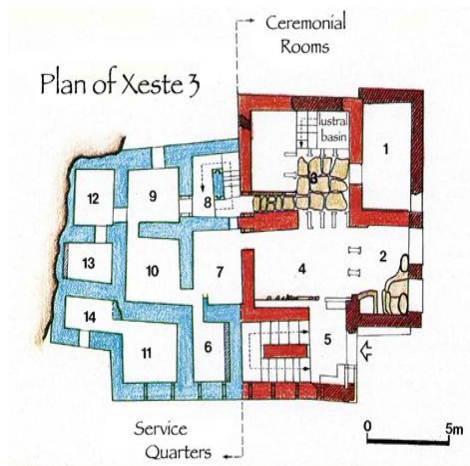 Ceremonial
Rooms
Plan of Xeste 3
lustral
basin
1
12
9
8
3
13
10
7
4
2
14
11
6
5
Service
Quarters
0 5m